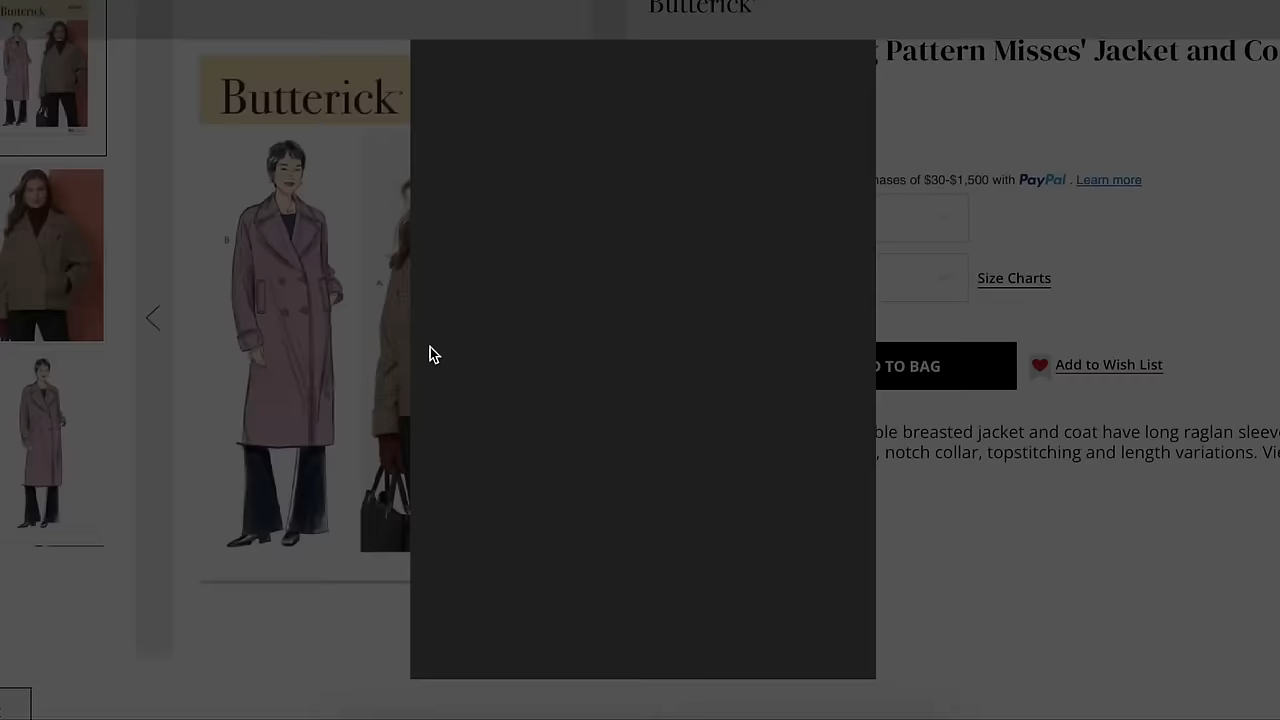 Butterick
Butterick
Pattern Misses' Jacket and Co
hases of $30-$1,500 with PayPal . Learn more
Butterick
B
A
Size Charts
D TO BAG
Add to Wish List
ble breasted jacket and coat have long raglan sleev
, notch collar, topstitching and length variations. Vi